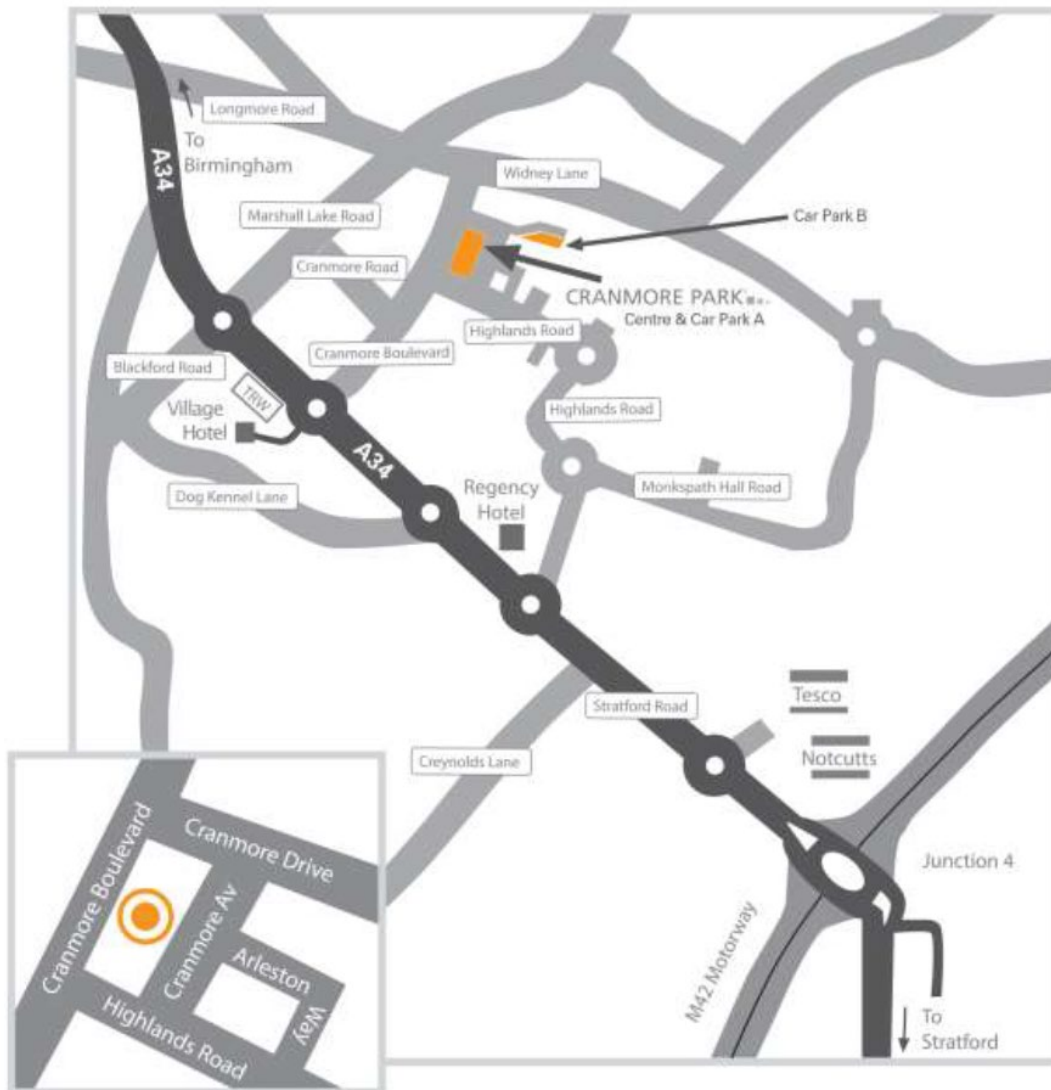 Longmore Road
To
Birmingham
A34
Widney Lane
Marshall Lake Road
Car Park B
Cranmore Road
CRANMORE PARK
Centre & Car Park A
Highlands Road
Cranmore Boulevard
Blackford Road
TRW
Village
Hotel
Highlands Road
A34
Regency
Hotel
Monkspath Hall Road
Dog Kennel Lane
Stratford Road
Tesco
Creynolds Lane
Notcutts
Junction 4
M42 Motorway
To
Stratford
Cranmore Boulevard
Cranmore Drive
Cranmore Av
Arleston
Way
Highlands Road